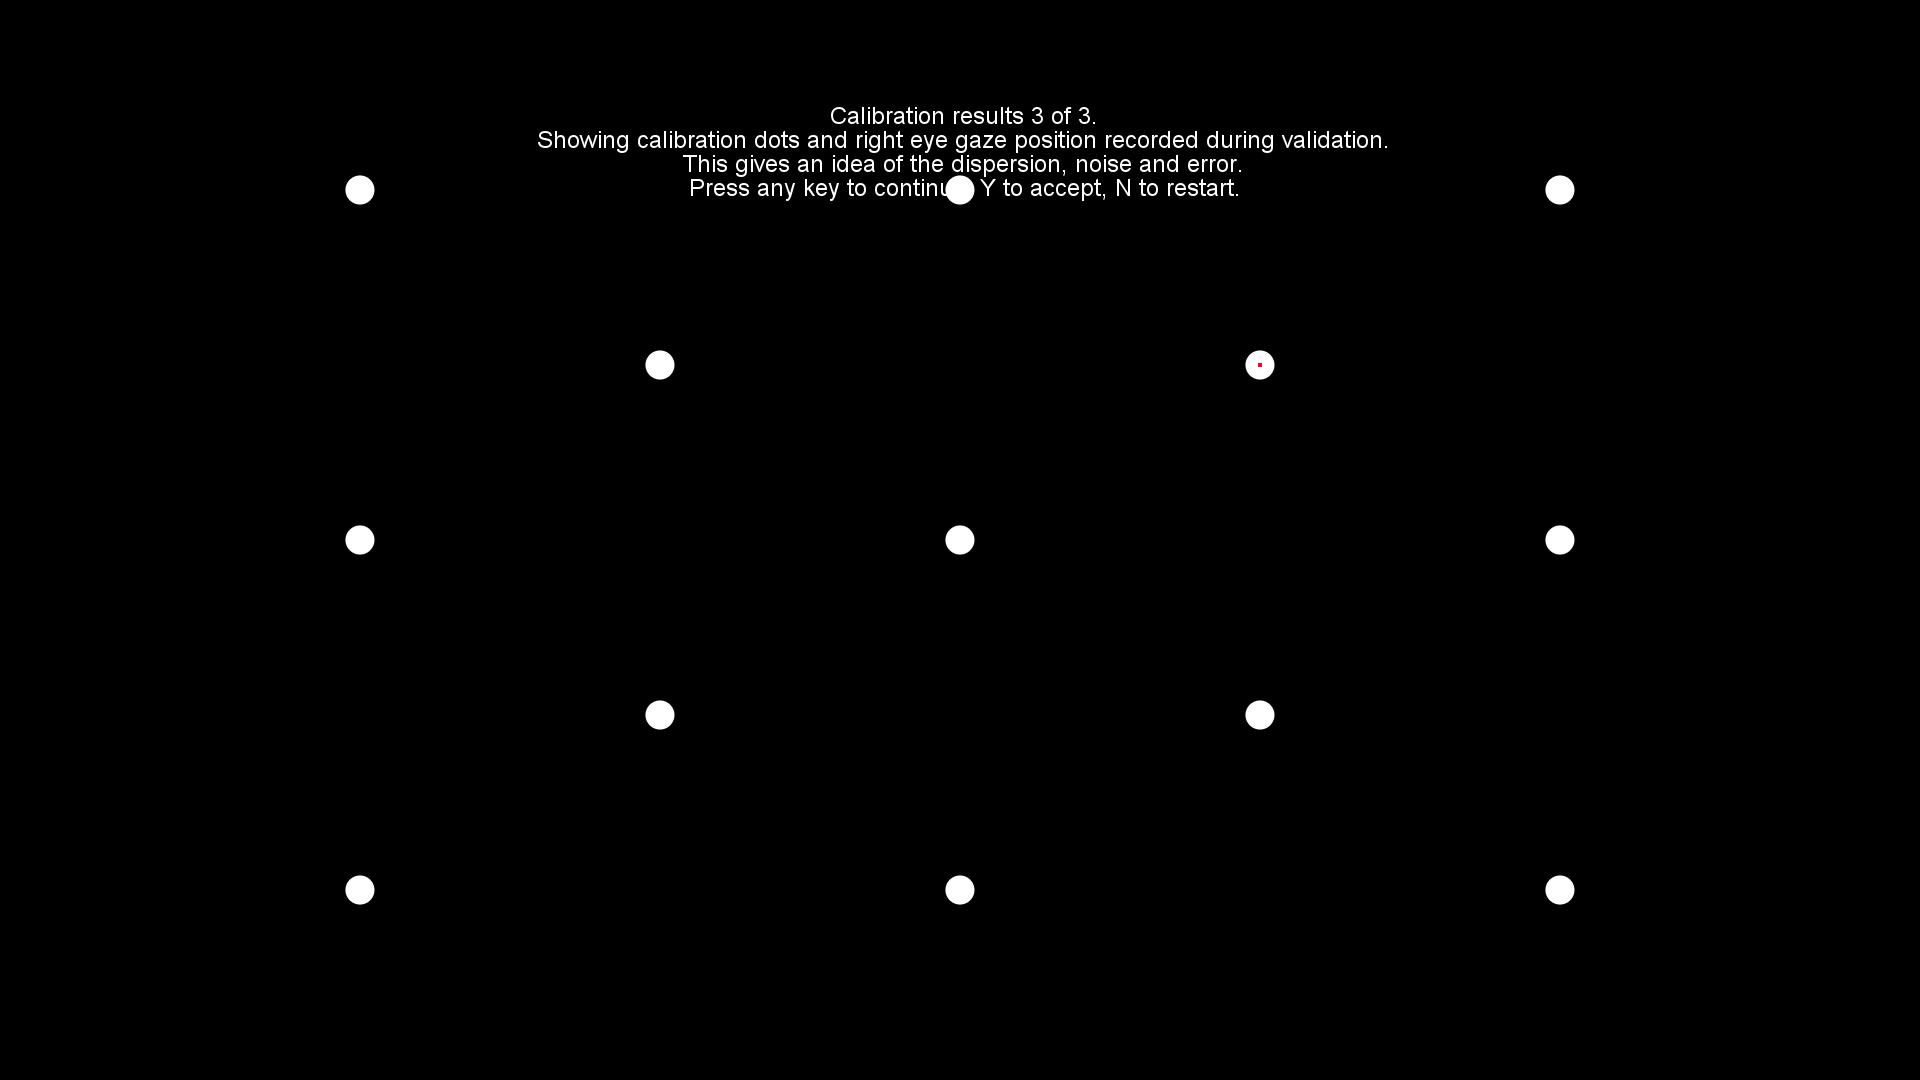 Calibration results 3 of 3.
Showing calibration dots and right eye gaze position recorded during validation.
This gives an idea of the dispersion, noise and error.
Press any key to continu Y to accept, N to restart.